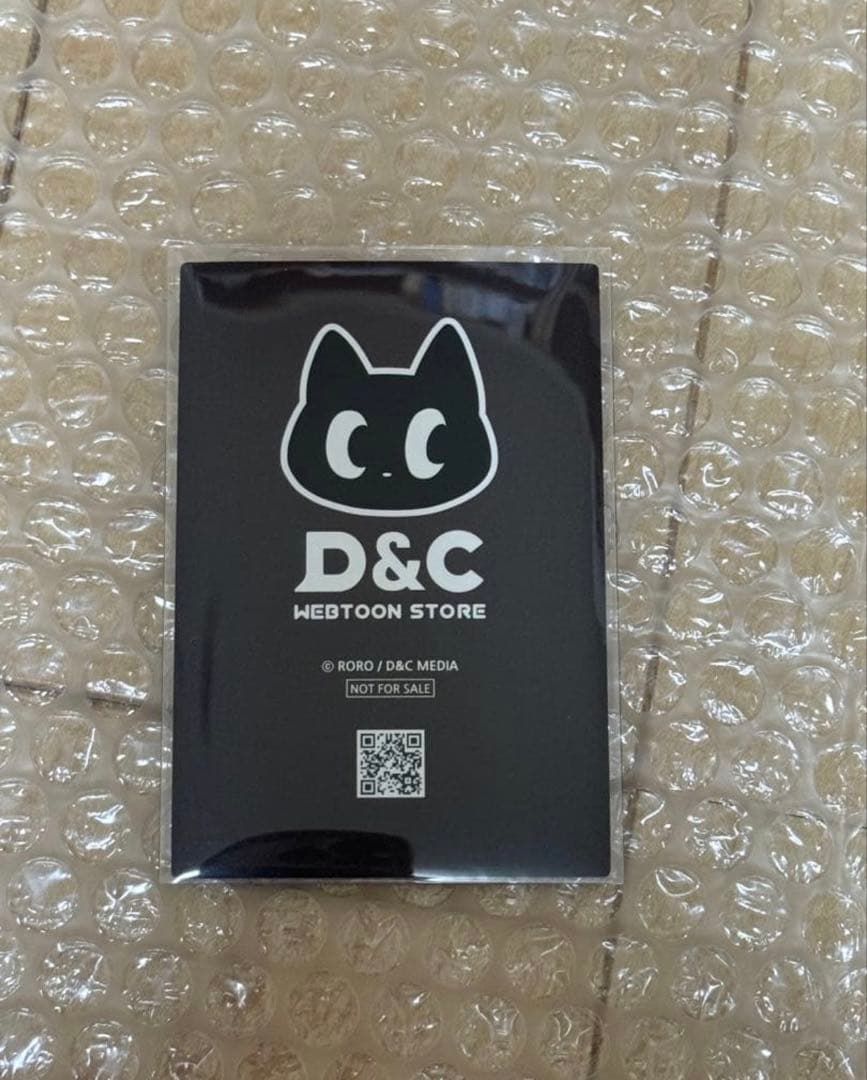 D&C
WEBTOON STORE
© RORO / D&C MEDIA
NOT FOR SALE